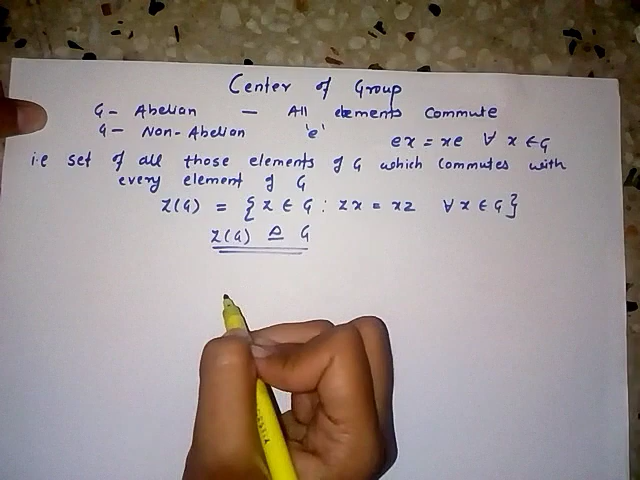 Center of Group
G - Abelian — All elements Commute
G - Non-Abelian 'e' ex = xe ∀ x ∈ G
i.e set of all those elements of G which commutes with
every element of G
Z(G) = {z ∈ G : zx = xz ∀ x ∈ G}
Z(G) ⊴ G